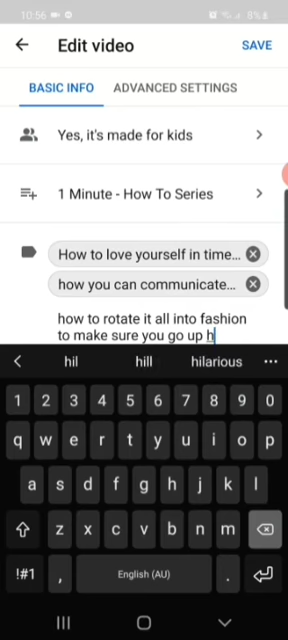 10:56 8%
Edit video SAVE
BASIC INFO ADVANCED SETTINGS
Yes, it's made for kids
1 Minute - How To Series
How to love yourself in time...
how you can communicate...
how to rotate it all into fashion
to make sure you go up h
hil hill hilarious ...
1 2 3 4 5 6 7 8 9 0
q w e r t y u i o p
a s d f g h j k l
z x c v b n m
!#1 , English (AU) .